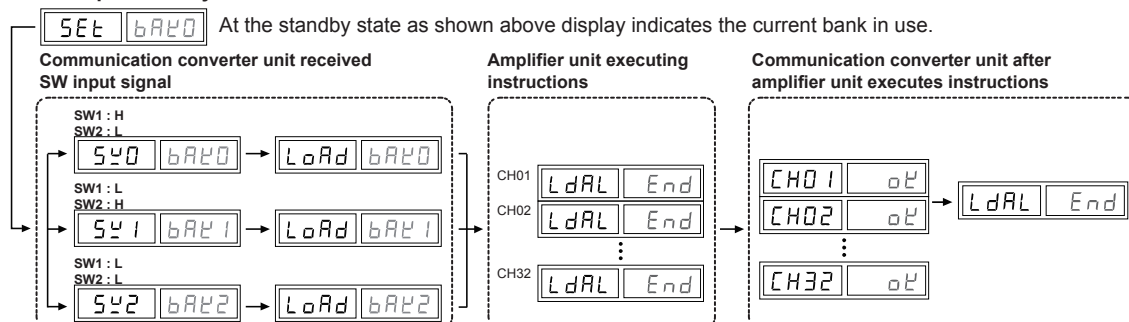 SEt bAK0 At the standby state as shown above display indicates the current bank in use.
Communication converter unit received
SW input signal
Amplifier unit executing
instructions
Communication converter unit after
amplifier unit executes instructions
SW1 : H
SW2 : L
SW0 bAK0 LoAd bAK0
SW1 : L
SW2 : H
SW1 bAK1 LoAd bAK1
SW1 : L
SW2 : L
SW2 bAK2 LoAd bAK2
CH01 LdAL End
CH02 LdAL End
CH32 LdAL End
CH01 oK
CH02 oK
CH32 oK
LdAL End